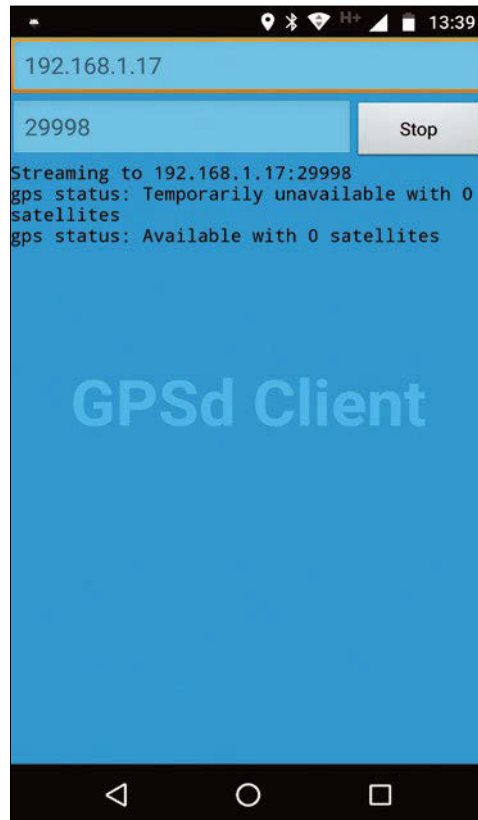 H+ 13:39
192.168.1.17
29998 Stop
Streaming to 192.168.1.17:29998
gps status: Temporarily unavailable with 0
satellites
gps status: Available with 0 satellites
GPSd Client